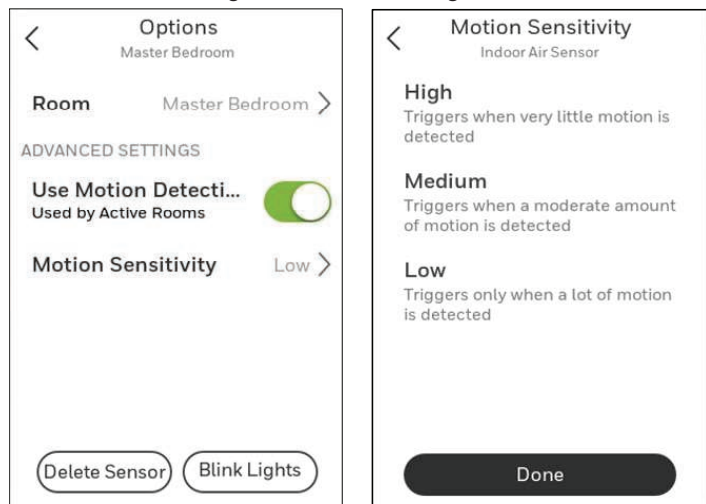 Options
Master Bedroom
Room Master Bedroom
ADVANCED SETTINGS
Use Motion Detecti...
Used by Active Rooms
Motion Sensitivity Low
Delete Sensor Blink Lights
Motion Sensitivity
Indoor Air Sensor
High
Triggers when very little motion is
detected
Medium
Triggers when a moderate amount
of motion is detected
Low
Triggers only when a lot of motion
is detected
Done